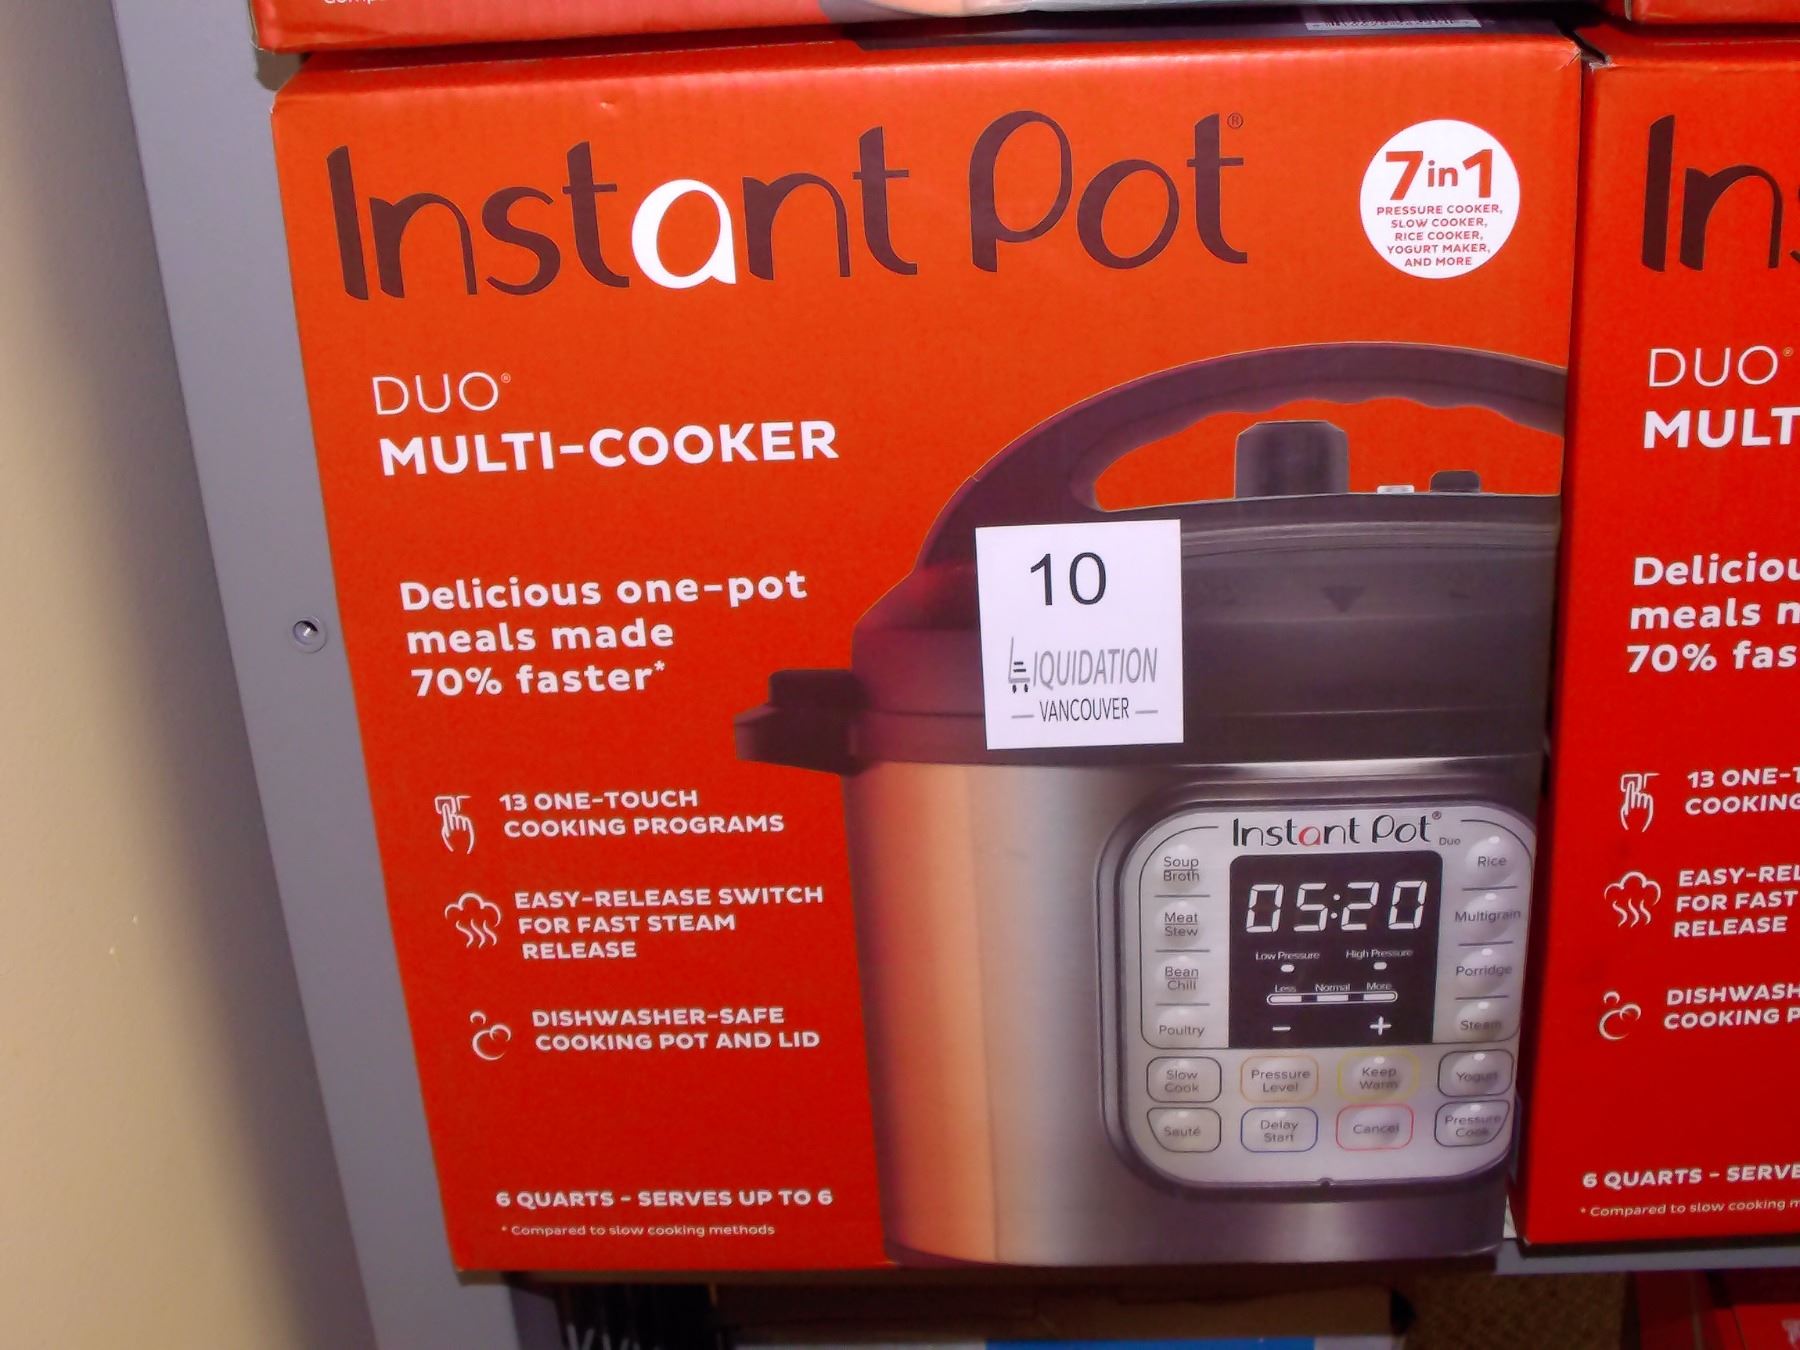 Instant Pot®
7 in 1
PRESSURE COOKER,
SLOW COOKER,
RICE COOKER,
YOGURT MAKER,
AND MORE
DUO®
MULTI-COOKER
Delicious one-pot
meals made
70% faster*
10
LIQUIDATION
— VANCOUVER —
13 ONE-TOUCH
COOKING PROGRAMS
EASY-RELEASE SWITCH
FOR FAST STEAM
RELEASE
DISHWASHER-SAFE
COOKING POT AND LID
6 QUARTS - SERVES UP TO 6
* Compared to slow cooking methods
Instant Pot® Duo
Soup
Broth
Meat
Stew
Bean
Chili
Poultry
05:20
Low Pressure High Pressure
Less Normal More
− +
Rice
Multigrain
Porridge
Steam
Slow
Cook
Pressure
Level
Keep
Warm
Yogurt
Sauté
Delay
Start
Cancel
Pressure
Cook
Ins
DUO®
MULT
Deliciou
meals m
70% fas
13 ONE-T
COOKING
EASY-REL
FOR FAST
RELEASE
DISHWASH
COOKING P
6 QUARTS - SERVE
* Compared to slow cooking m